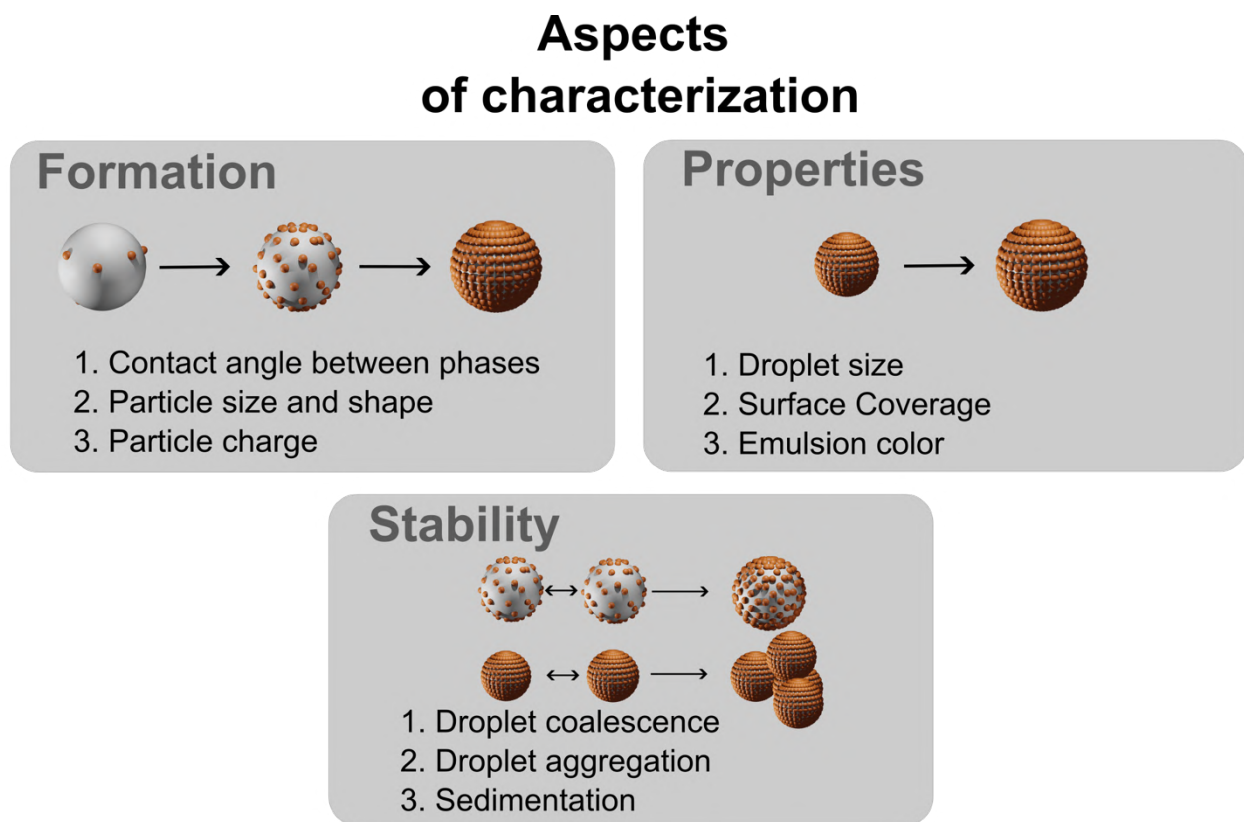 Aspects
of characterization
Formation
1. Contact angle between phases
2. Particle size and shape
3. Particle charge
Properties
1. Droplet size
2. Surface Coverage
3. Emulsion color
Stability
1. Droplet coalescence
2. Droplet aggregation
3. Sedimentation